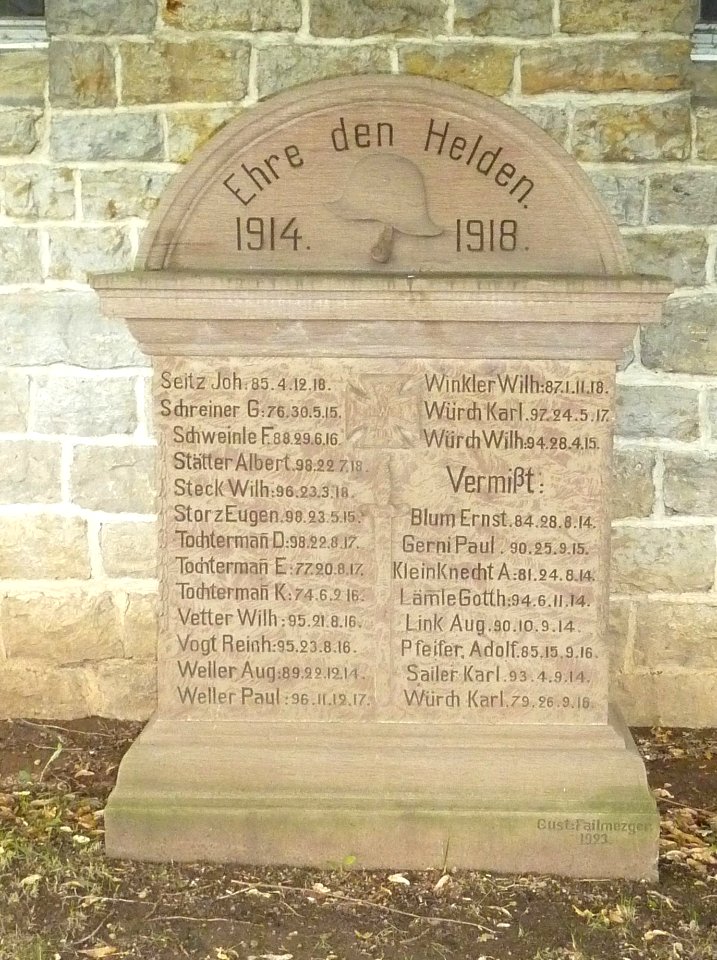 Ehre den Helden.
1914. 1918.
Seitz Joh. 85. 4.12.18.
Schreiner G: 76.30.5.15.
Schweinle F. 88 29.6.16.
Stätter Albert. 98 22 7.18.
Steck Wilh: 96.23.3.18.
Storz Eugen. 98.23.5.15.
Tochterman̄ D: 98.22.8.17.
Tochterman̄ E: 77.20 8.17.
Tochterman̄ K: 74.6.2 16.
Vetter Wilh: 95.21.8.16.
Vogt Reinh: 95.23.8.16.
Weller Aug: 89.22.12.14.
Weller Paul: 96.11.12.17.
Winkler Wilh: 87.1.11.18.
Würch Karl. 97. 24.5.17.
Würch Wilh. 94.28.4.15.
Vermißt:
Blum Ernst. 84.28.8.14.
Gerni Paul. 90.25.9.15.
Kleinknecht A: 81.24.8.14.
Lämle Gotth: 94.6.11.14.
Link Aug. 90.10.9.14.
Pfeifer. Adolf. 85.15.9.16.
Sailer Karl. 93.4.9.14.
Würch Karl. 79.26.9.18.
Gust: Failmezger
1923.